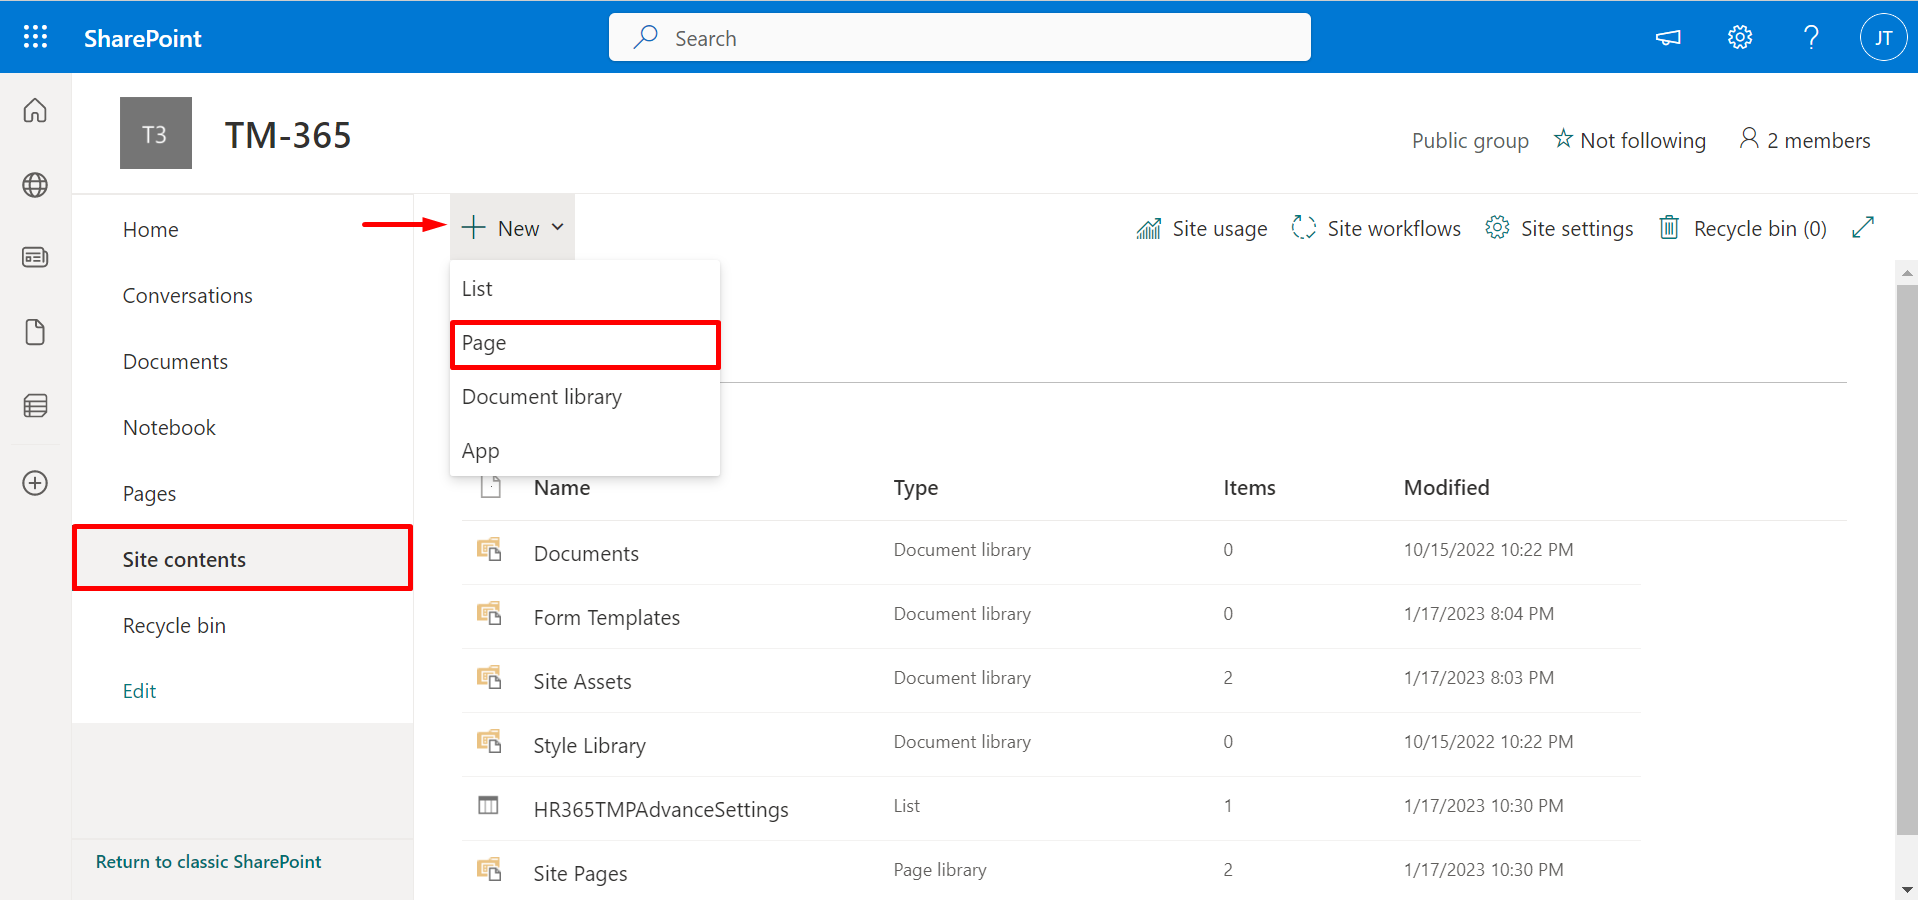 SharePoint
Search
JT
T3
TM-365
Public group
Not following
2 members
Home
Conversations
Documents
Notebook
Pages
Site contents
Recycle bin
Edit
Return to classic SharePoint
New
Site usage
Site workflows
Site settings
Recycle bin (0)
List
Page
Document library
App
Name Type Items Modified
Documents Document library 0 10/15/2022 10:22 PM
Form Templates Document library 0 1/17/2023 8:04 PM
Site Assets Document library 2 1/17/2023 8:03 PM
Style Library Document library 0 10/15/2022 10:22 PM
HR365TMPAdvanceSettings List 1 1/17/2023 10:30 PM
Site Pages Page library 2 1/17/2023 10:30 PM